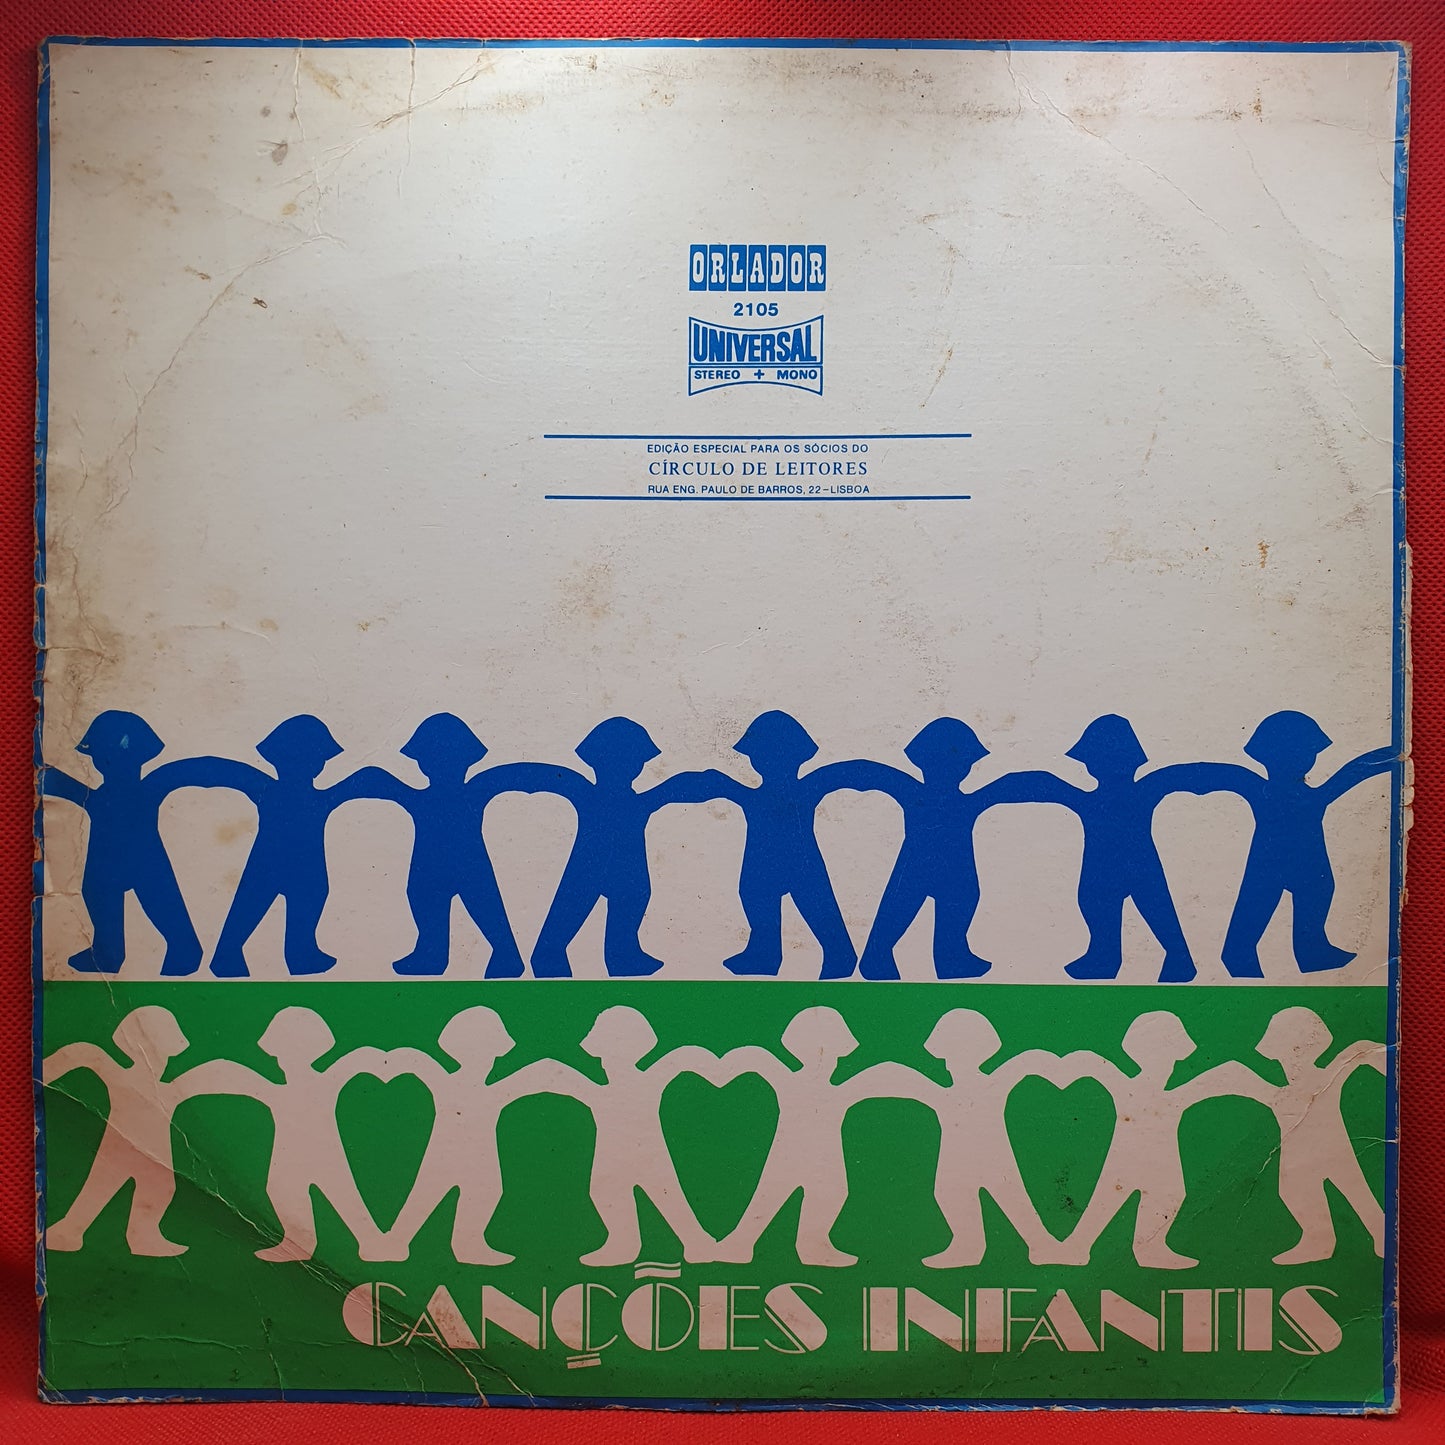 ORLADOR
2105
UNIVERSAL
STEREO + MONO
EDIÇÃO ESPECIAL PARA OS SÓCIOS DO
CÍRCULO DE LEITORES
RUA ENG. PAULO DE BARROS, 22-LISBOA
CANÇÕES INFANTIS